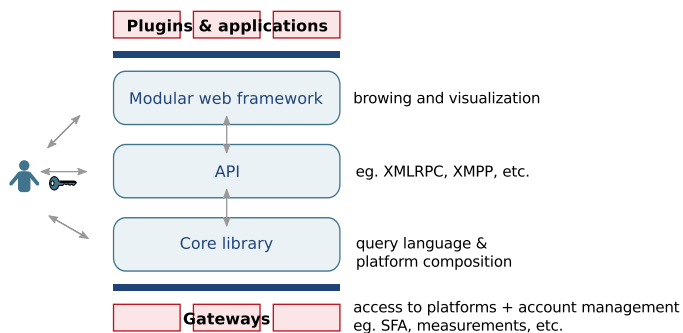 Plugins & applications
Modular web framework
browsing and visualization
API
eg. XMLRPC, XMPP, etc.
Core library
query language &
platform composition
Gateways
access to platforms + account management
eg. SFA, measurements, etc.